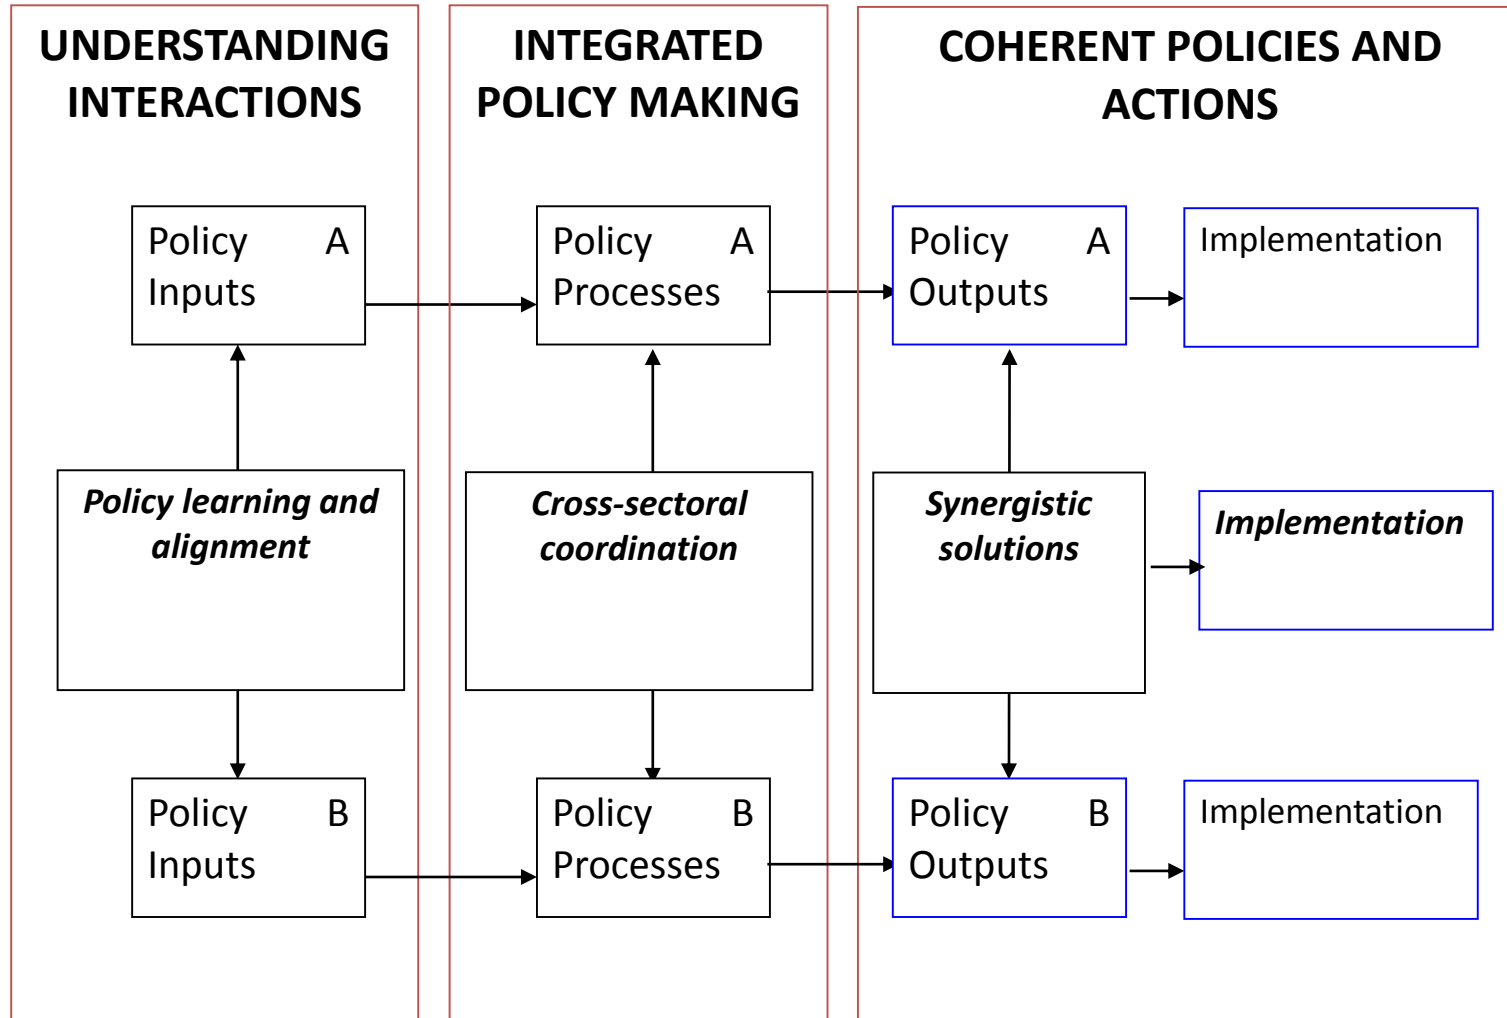 UNDERSTANDING
INTERACTIONS
INTEGRATED
POLICY MAKING
COHERENT POLICIES AND
ACTIONS
Policy A
Inputs
Policy A
Processes
Policy A
Outputs
Implementation
Policy learning and
alignment
Cross-sectoral
coordination
Synergistic
solutions
Implementation
Policy B
Inputs
Policy B
Processes
Policy B
Outputs
Implementation